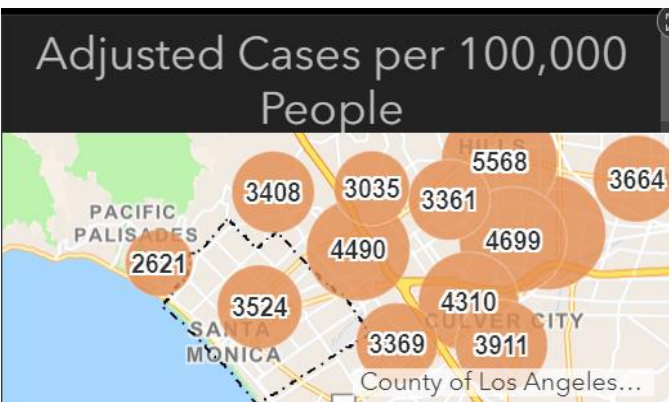 Adjusted Cases per 100,000
People
HILLS
5568
3408
3035
3361
3664
PACIFIC
PALISADES
2621
4490
4699
3524
4310
SANTA
MONICA
3369
CULVER CITY
3911
County of Los Angeles...